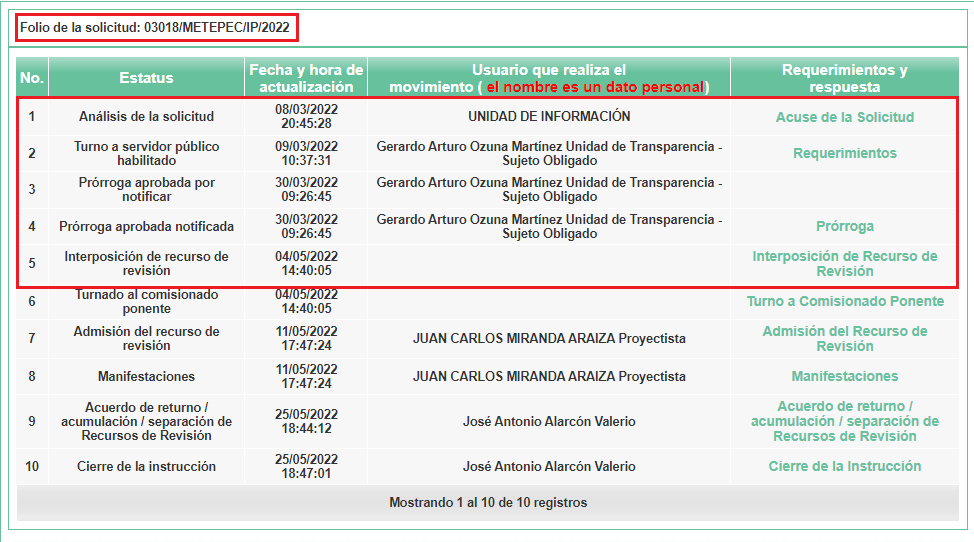 Folio de la solicitud: 03018/METEPEC/IP/2022
No.
Estatus
Fecha y hora de
actualización
Usuario que realiza el
movimiento ( el nombre es un dato personal)
Requerimientos y
respuesta
1
Análisis de la solicitud
08/03/2022
20:45:28
UNIDAD DE INFORMACIÓN
Acuse de la Solicitud
2
Turno a servidor público
habilitado
09/03/2022
10:37:31
Gerardo Arturo Ozuna Martínez Unidad de Transparencia -
Sujeto Obligado
Requerimientos
3
Prórroga aprobada por
notificar
30/03/2022
09:26:45
Gerardo Arturo Ozuna Martínez Unidad de Transparencia -
Sujeto Obligado
4
Prórroga aprobada notificada
30/03/2022
09:26:45
Gerardo Arturo Ozuna Martínez Unidad de Transparencia -
Sujeto Obligado
Prórroga
5
Interposición de recurso de
revisión
04/05/2022
14:40:05
Interposición de Recurso de
Revisión
6
Turnado al comisionado
ponente
04/05/2022
14:40:05
Turno a Comisionado Ponente
7
Admisión del recurso de
revisión
11/05/2022
17:47:24
JUAN CARLOS MIRANDA ARAIZA Proyectista
Admisión del Recurso de
Revisión
8
Manifestaciones
11/05/2022
17:47:24
JUAN CARLOS MIRANDA ARAIZA Proyectista
Manifestaciones
9
Acuerdo de returno /
acumulación / separación de
Recursos de Revisión
25/05/2022
18:44:12
José Antonio Alarcón Valerio
Acuerdo de returno /
acumulación / separación de
Recursos de Revisión
10
Cierre de la instrucción
25/05/2022
18:47:01
José Antonio Alarcón Valerio
Cierre de la Instrucción
Mostrando 1 al 10 de 10 registros